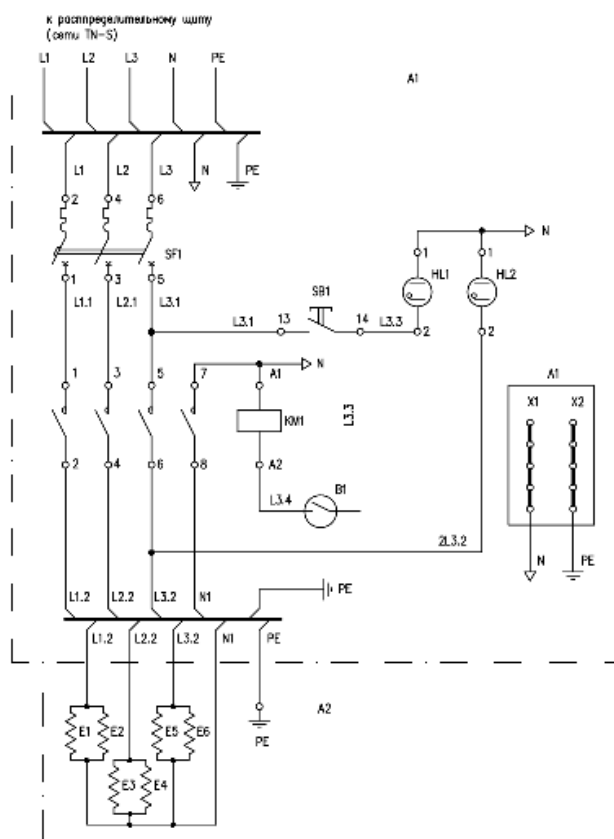 к распределительному щиту
(сети TN-S)
L1 L2 L3 N PE
A1
L1 L2 L3 N PE
2 4 6
SF1
1 1
HL1 HL2
1 3 5
L1.1 L2.1 L3.1
SB1
L3.1 13 14 L3.3 2 2
N
1 3 5 7 A1 N
A1
X1 X2
KM1
L3.3
2 4 6 8 A2
L3.4 B1
2L3.2
N PE
PE
L1.2 L2.2 L3.2 N1
L1.2 L2.2 L3.2 N1 PE
A2
E1 E2 E5 E6
PE
E3 E4